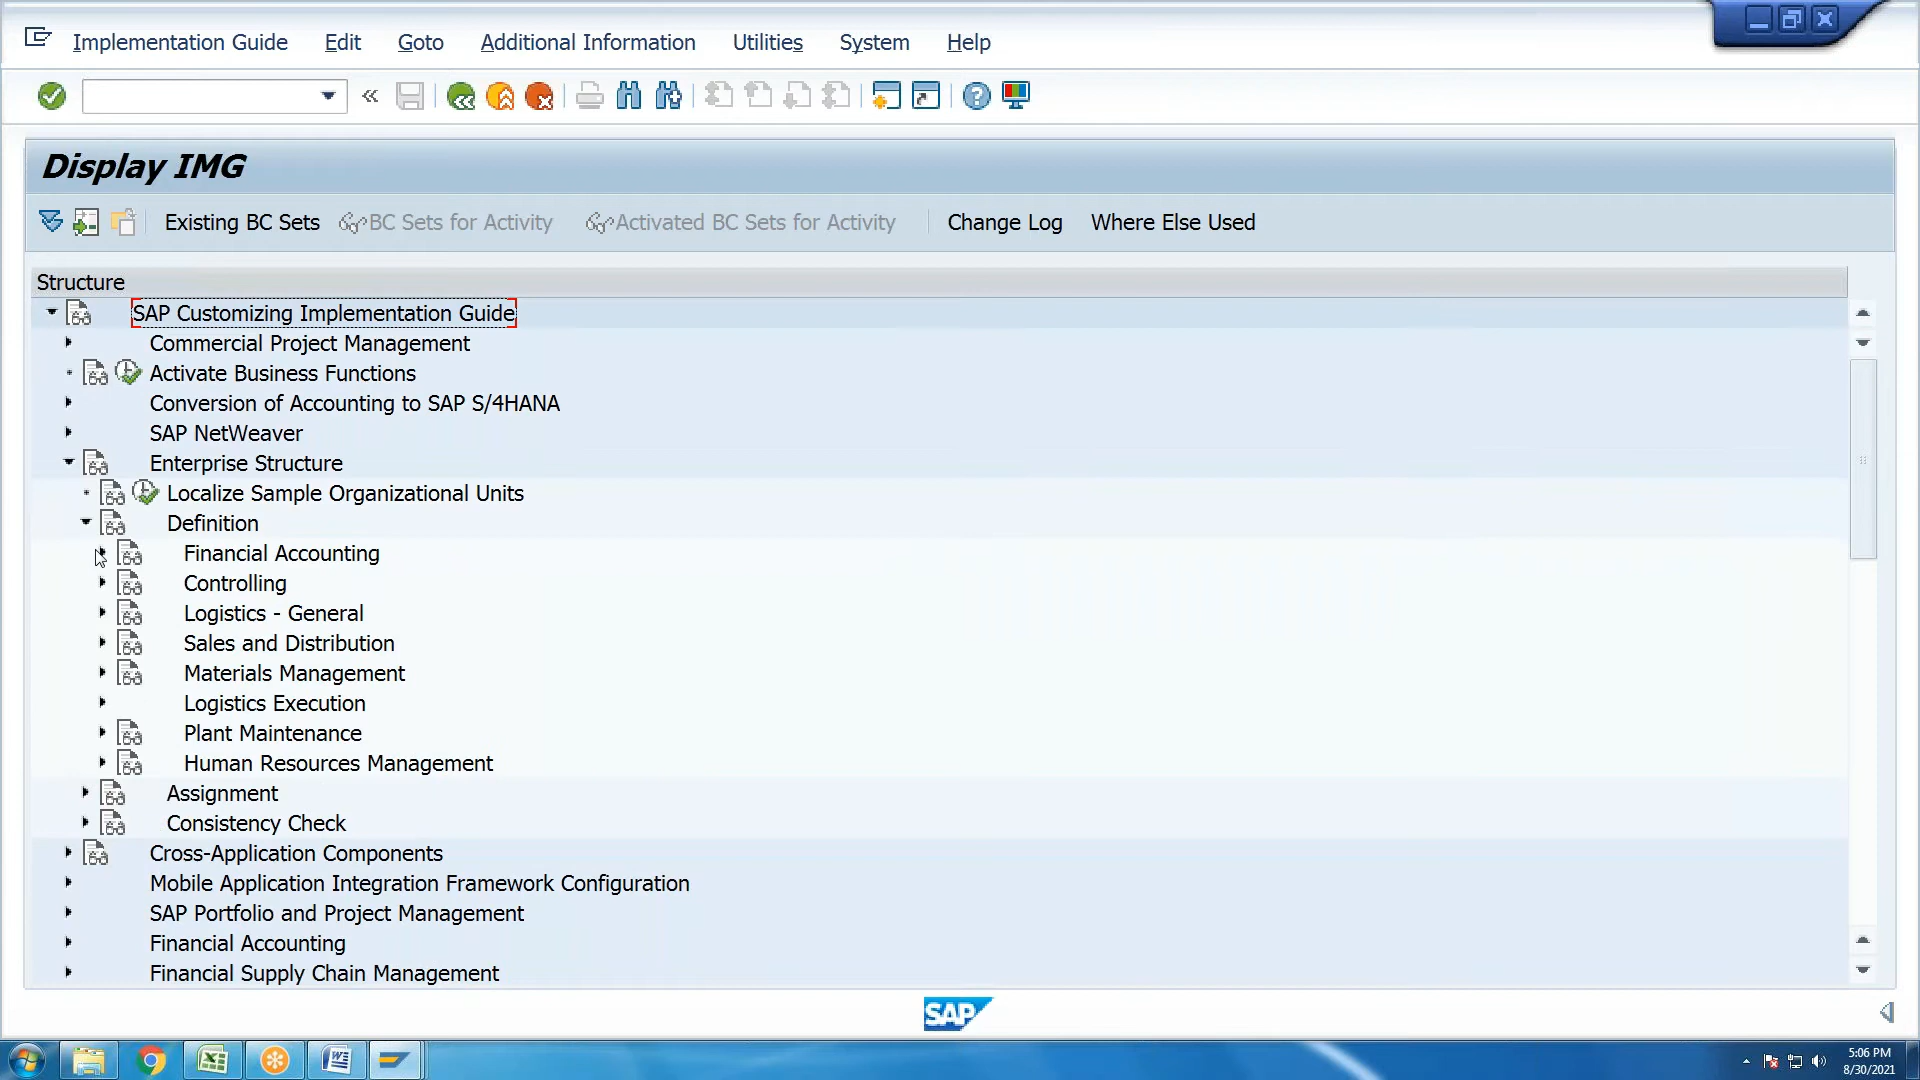 Implementation Guide Edit Goto Additional Information Utilities System Help
Display IMG
Existing BC Sets BC Sets for Activity Activated BC Sets for Activity Change Log Where Else Used
Structure
SAP Customizing Implementation Guide
Commercial Project Management
Activate Business Functions
Conversion of Accounting to SAP S/4HANA
SAP NetWeaver
Enterprise Structure
Localize Sample Organizational Units
Definition
Financial Accounting
Controlling
Logistics - General
Sales and Distribution
Materials Management
Logistics Execution
Plant Maintenance
Human Resources Management
Assignment
Consistency Check
Cross-Application Components
Mobile Application Integration Framework Configuration
SAP Portfolio and Project Management
Financial Accounting
Financial Supply Chain Management
SAP
5:06 PM
8/30/2021